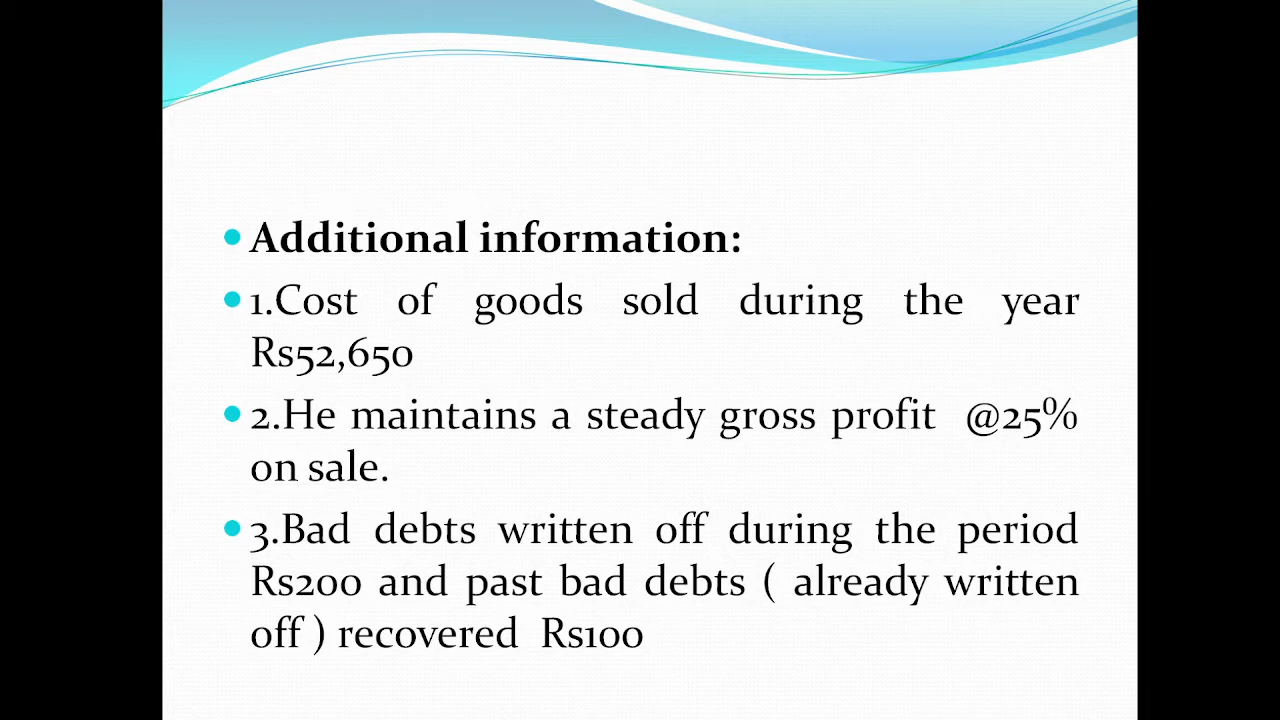 Additional information:
1.Cost of goods sold during the year
Rs52,650
2.He maintains a steady gross profit @25%
on sale.
3.Bad debts written off during the period
Rs200 and past bad debts ( already written
off ) recovered Rs100